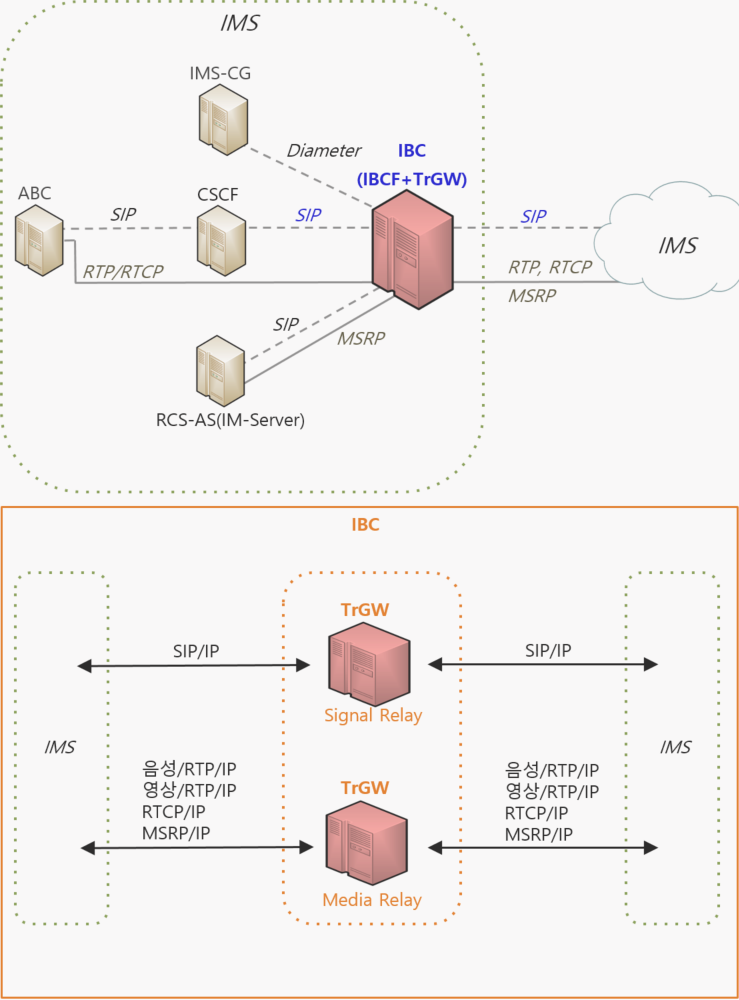 IMS
IMS-CG
Diameter
IBC
(IBCF+TrGW)
ABC
CSCF
SIP
SIP
SIP
IMS
RTP/RTCP
RTP, RTCP
MSRP
SIP
MSRP
RCS-AS(IM-Server)
IBC
TrGW
SIP/IP
SIP/IP
Signal Relay
IMS
IMS
음성/RTP/IP
영상/RTP/IP
RTCP/IP
MSRP/IP
TrGW
음성/RTP/IP
영상/RTP/IP
RTCP/IP
MSRP/IP
Media Relay